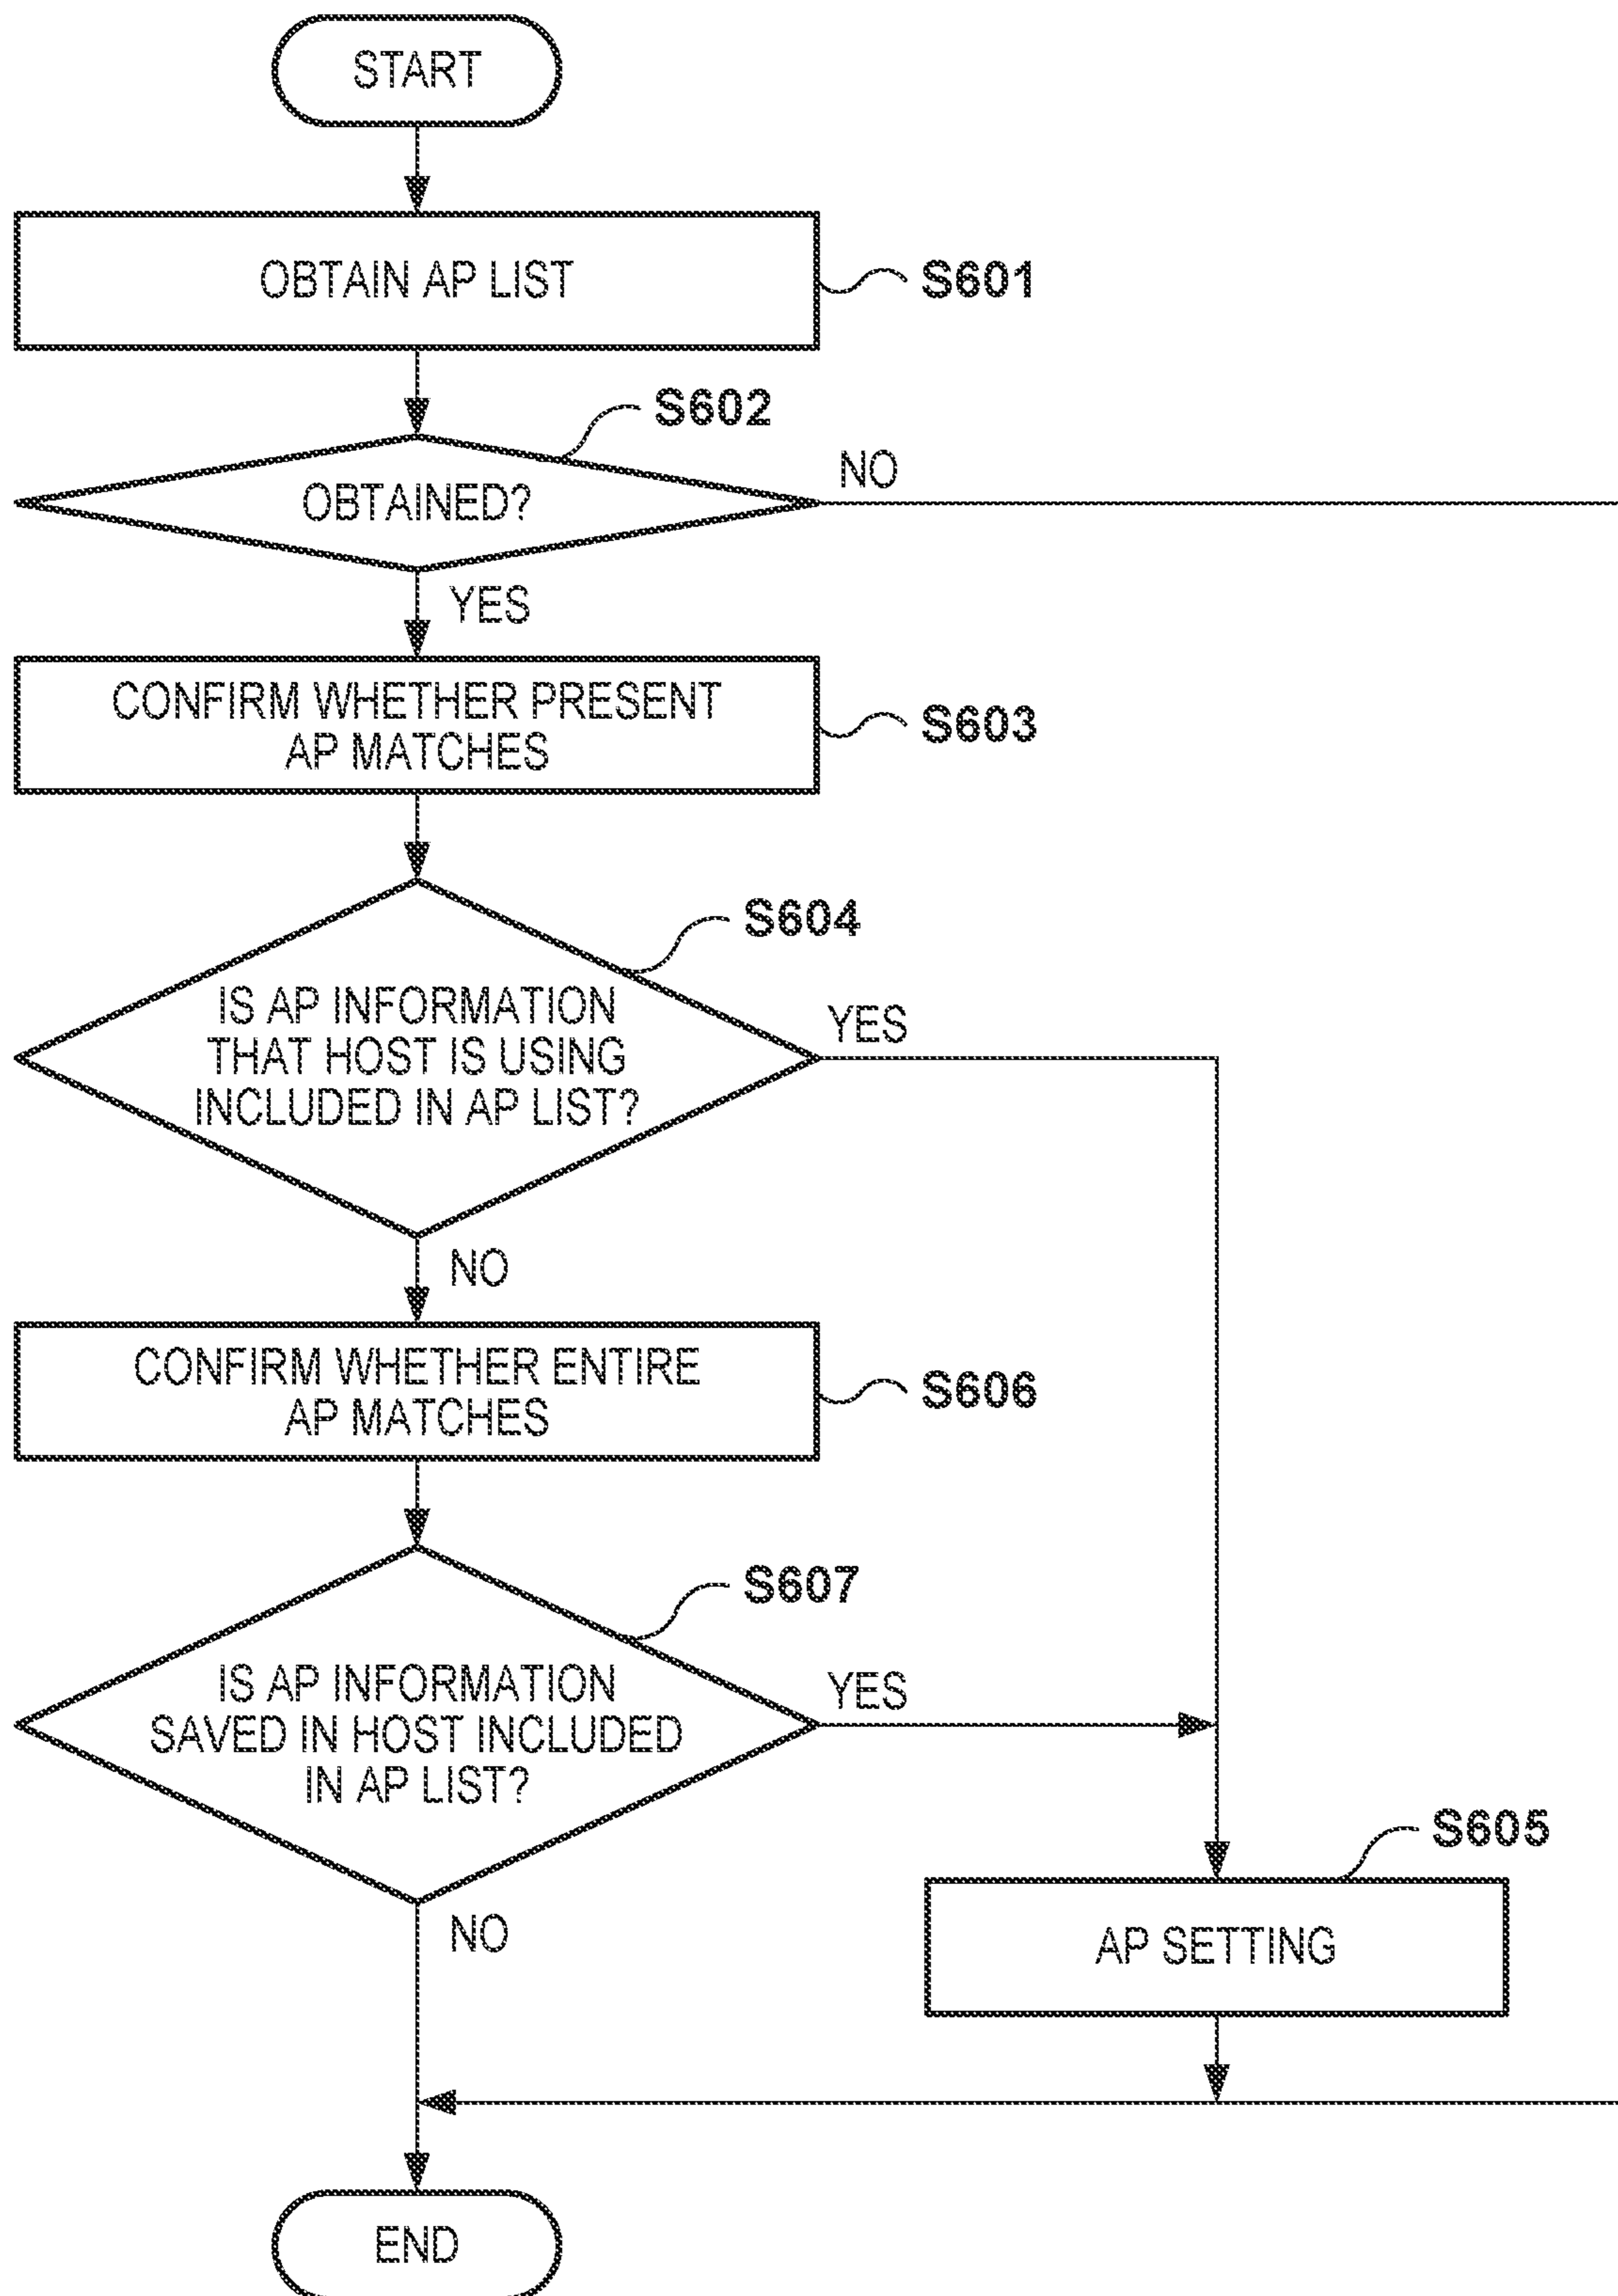 START
OBTAIN AP LIST
S601
S602
OBTAINED?
NO
YES
CONFIRM WHETHER PRESENT
AP MATCHES
S603
S604
IS AP INFORMATION
THAT HOST IS USING
INCLUDED IN AP LIST?
YES
NO
CONFIRM WHETHER ENTIRE
AP MATCHES
S606
S607
IS AP INFORMATION
SAVED IN HOST INCLUDED
IN AP LIST?
YES
NO
S605
AP SETTING
END